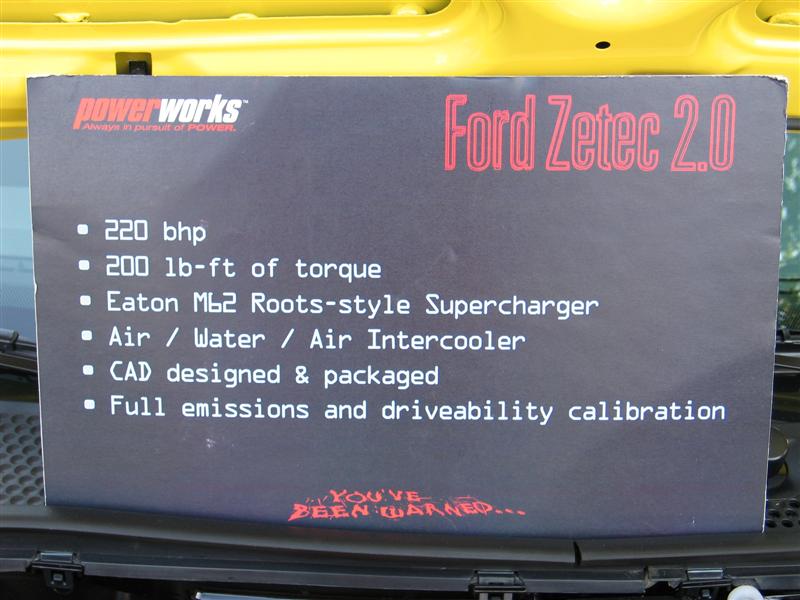 powerworks™
Always in pursuit of POWER.
Ford Zetec 2.0
• 220 bhp
• 200 lb-ft of torque
• Eaton M62 Roots-style Supercharger
• Air / Water / Air Intercooler
• CAD designed & packaged
• Full emissions and driveability calibration
YOU'VE
BEEN WARNED...